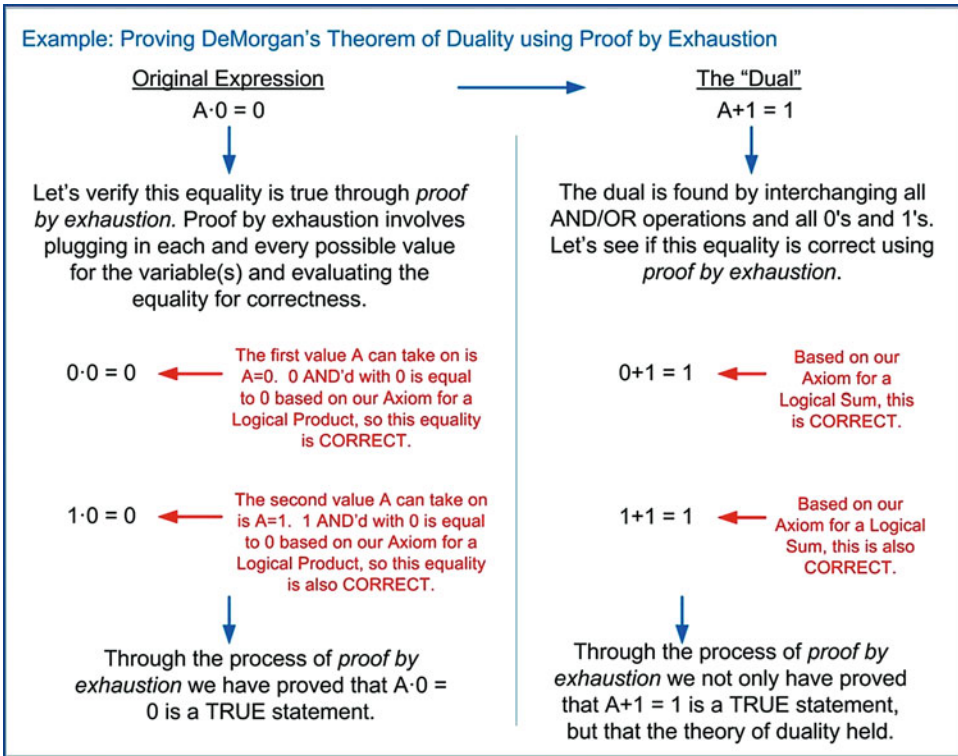 Example: Proving DeMorgan's Theorem of Duality using Proof by Exhaustion
Original Expression
A·0 = 0
Let's verify this equality is true through proof
by exhaustion. Proof by exhaustion involves
plugging in each and every possible value
for the variable(s) and evaluating the
equality for correctness.
0·0 = 0
The first value A can take on is
A=0. 0 AND'd with 0 is equal
to 0 based on our Axiom for a
Logical Product, so this equality
is CORRECT.
1·0 = 0
The second value A can take on
is A=1. 1 AND'd with 0 is equal
to 0 based on our Axiom for a
Logical Product, so this equality
is also CORRECT.
Through the process of proof by
exhaustion we have proved that A·0 =
0 is a TRUE statement.
The "Dual"
A+1 = 1
The dual is found by interchanging all
AND/OR operations and all 0's and 1's.
Let's see if this equality is correct using
proof by exhaustion.
0+1 = 1
Based on our
Axiom for a
Logical Sum, this
is CORRECT.
1+1 = 1
Based on our
Axiom for a Logical
Sum, this is also
CORRECT.
Through the process of proof by
exhaustion we not only have proved
that A+1 = 1 is a TRUE statement,
but that the theory of duality held.